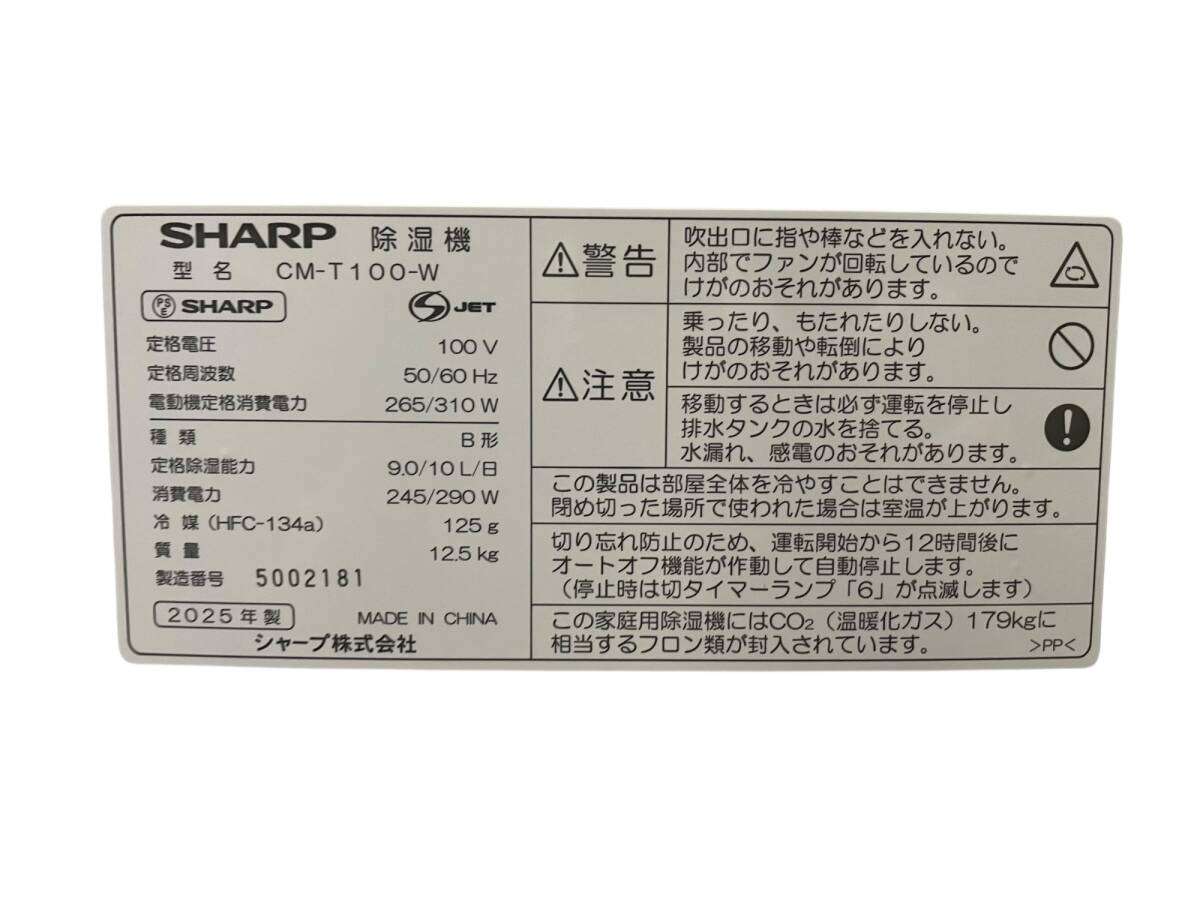 SHARP 除湿機
型名 CM-T100-W
PSE SHARP JET
定格電圧 100 V
定格周波数 50/60 Hz
電動機定格消費電力 265/310 W
種類 B形
定格除湿能力 9.0/10 L/日
消費電力 245/290 W
冷媒(HFC-134a) 125 g
質量 12.5 kg
製造番号 5002181
2025年製 MADE IN CHINA
シャープ株式会社
警告
吹出口に指や棒などを入れない。
内部でファンが回転しているので
けがのおそれがあります。
注意
乗ったり、もたれたりしない。
製品の移動や転倒により
けがのおそれがあります。
移動するときは必ず運転を停止し
排水タンクの水を捨てる。
水漏れ、感電のおそれがあります。
この製品は部屋全体を冷やすことはできません。
閉め切った場所で使われた場合は室温が上がります。
切り忘れ防止のため、運転開始から12時間後に
オートオフ機能が作動して自動停止します。
(停止時は切タイマーランプ「6」が点滅します)
この家庭用除湿機にはCO₂(温暖化ガス)179kgに
相当するフロン類が封入されています。
>PP<